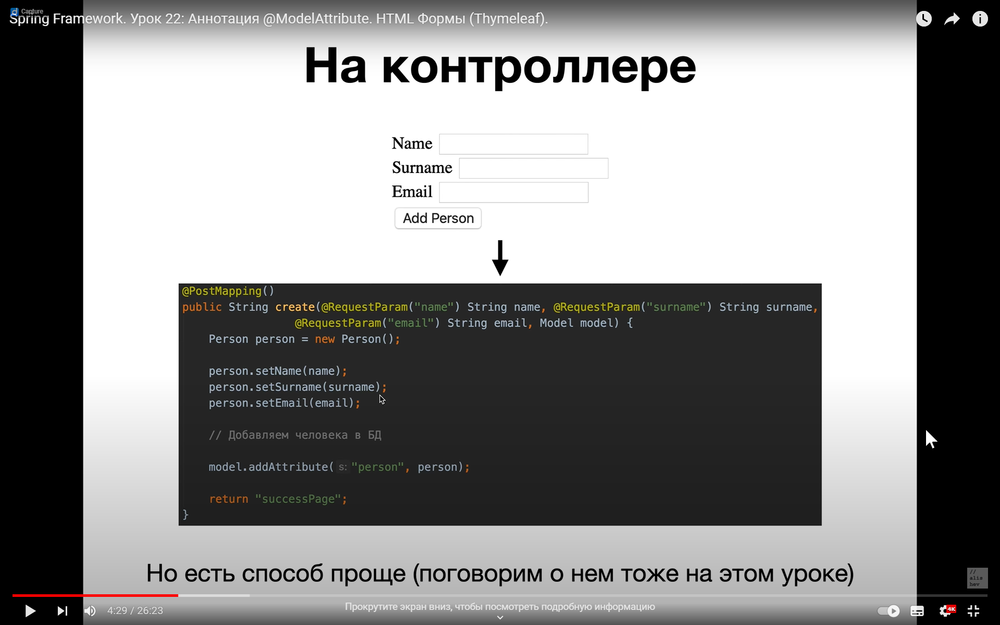 Capture
Spring Framework. Урок 22: Аннотация @ModelAttribute. HTML Формы (Thymeleaf).
На контроллере
Name
Surname
Email
Add Person
@PostMapping()
public String create(@RequestParam("name") String name, @RequestParam("surname") String surname,
@RequestParam("email") String email, Model model) {
Person person = new Person();
person.setName(name);
person.setSurname(surname);
person.setEmail(email);
// Добавляем человека в БД
model.addAttribute( s: "person", person);
return "successPage";
}
Но есть способ проще (поговорим о нем тоже на этом уроке)
//
alis
hev
4:29 / 26:23
Прокрутите экран вниз, чтобы посмотреть подробную информацию
4K